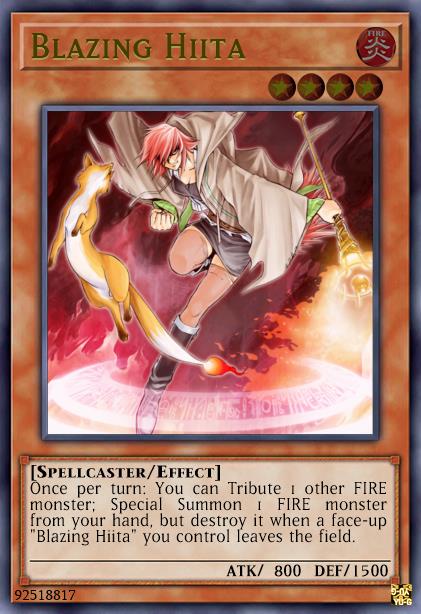 Blazing Hiita
FIRE
炎
[Spellcaster/Effect]
Once per turn: You can Tribute 1 other FIRE
monster; Special Summon 1 FIRE monster
from your hand, but destroy it when a face-up
"Blazing Hiita" you control leaves the field.
ATK/ 800 DEF/1500
92518817